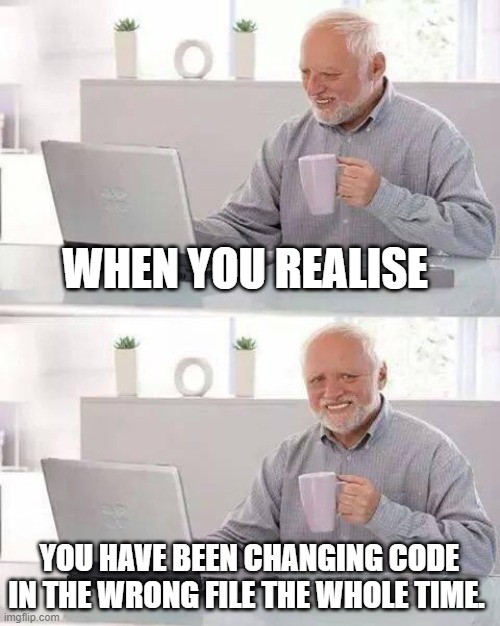 WHEN YOU REALISE
YOU HAVE BEEN CHANGING CODE
IN THE WRONG FILE THE WHOLE TIME.
imgflip.com